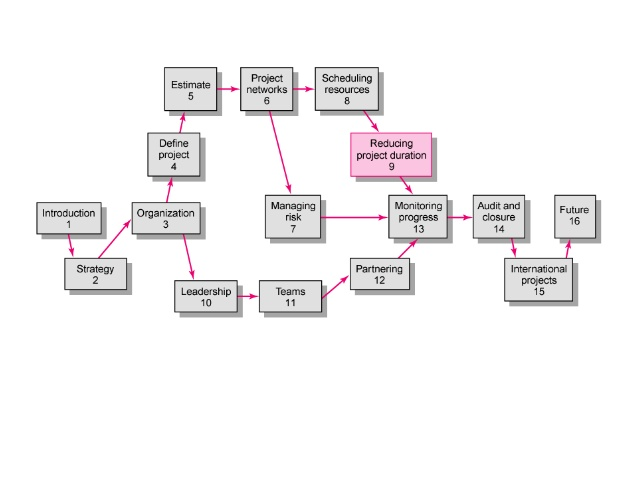 Estimate
5
Project
networks
6
Scheduling
resources
8
Define
project
4
Reducing
project duration
9
Introduction
1
Organization
3
Managing
risk
7
Monitoring
progress
13
Audit and
closure
14
Future
16
Strategy
2
Leadership
10
Teams
11
Partnering
12
International
projects
15